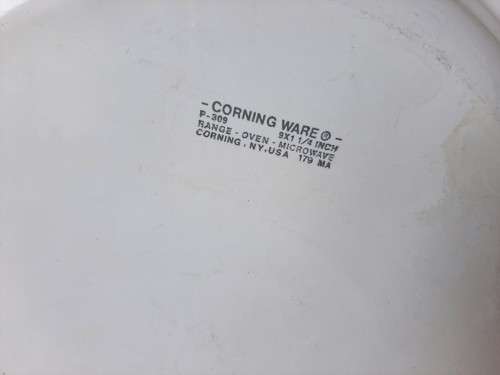 - CORNING WARE ® -
P-309 9X1 1/4 INCH
RANGE - OVEN - MICROWAVE
CORNING, NY, USA 179 MA